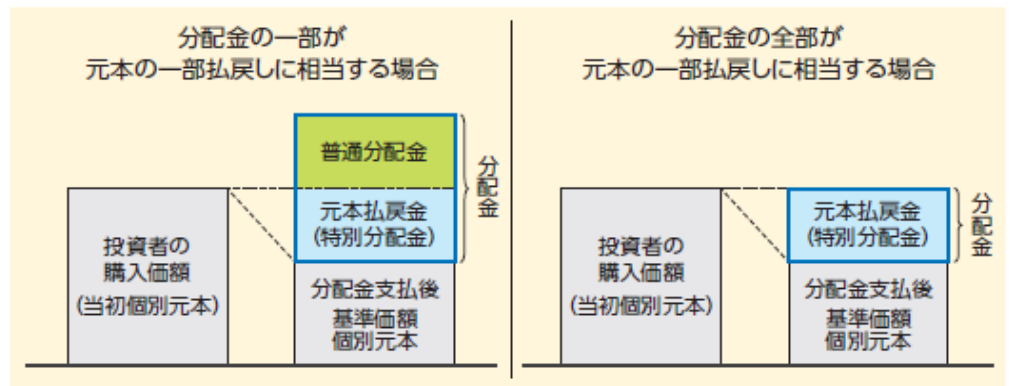 分配金の一部が
元本の一部払戻しに相当する場合
普通分配金
元本払戻金
(特別分配金)
分配金
投資者の
購入価額
(当初個別元本)
分配金支払後
基準価額
個別元本
分配金の全部が
元本の一部払戻しに相当する場合
元本払戻金
(特別分配金)
分配金
投資者の
購入価額
(当初個別元本)
分配金支払後
基準価額
個別元本